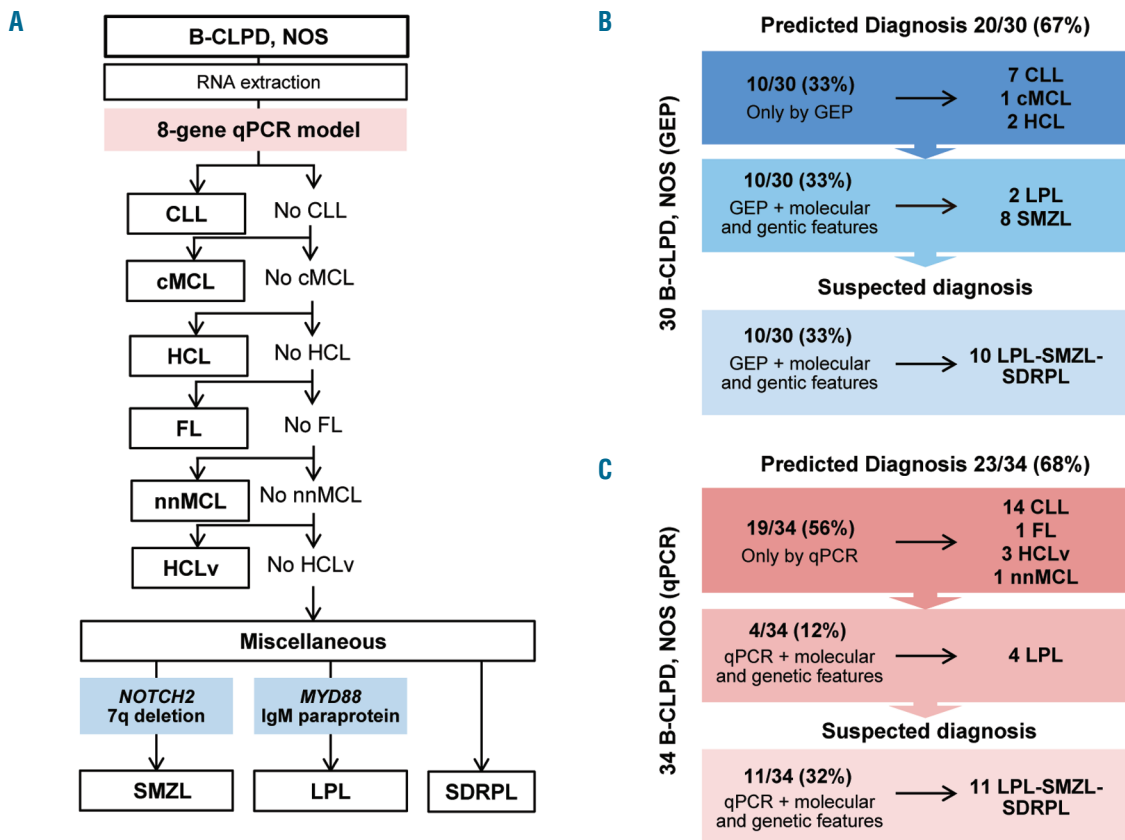 A
B-CLPD, NOS
RNA extraction
8-gene qPCR model
CLL
No CLL
cMCL
No cMCL
HCL
No HCL
FL
No FL
nnMCL
No nnMCL
HCLv
No HCLv
Miscellaneous
NOTCH2
7q deletion
MYD88
IgM paraprotein
SMZL
LPL
SDRPL
B
30 B-CLPD, NOS (GEP)
Predicted Diagnosis 20/30 (67%)
10/30 (33%)
Only by GEP
7 CLL
1 cMCL
2 HCL
10/30 (33%)
GEP + molecular
and gentic features
2 LPL
8 SMZL
Suspected diagnosis
10/30 (33%)
GEP + molecular
and gentic features
10 LPL-SMZL-
SDRPL
C
34 B-CLPD, NOS (qPCR)
Predicted Diagnosis 23/34 (68%)
19/34 (56%)
Only by qPCR
14 CLL
1 FL
3 HCLv
1 nnMCL
4/34 (12%)
qPCR + molecular
and genetic features
4 LPL
Suspected diagnosis
11/34 (32%)
qPCR + molecular
and genetic features
11 LPL-SMZL-
SDRPL